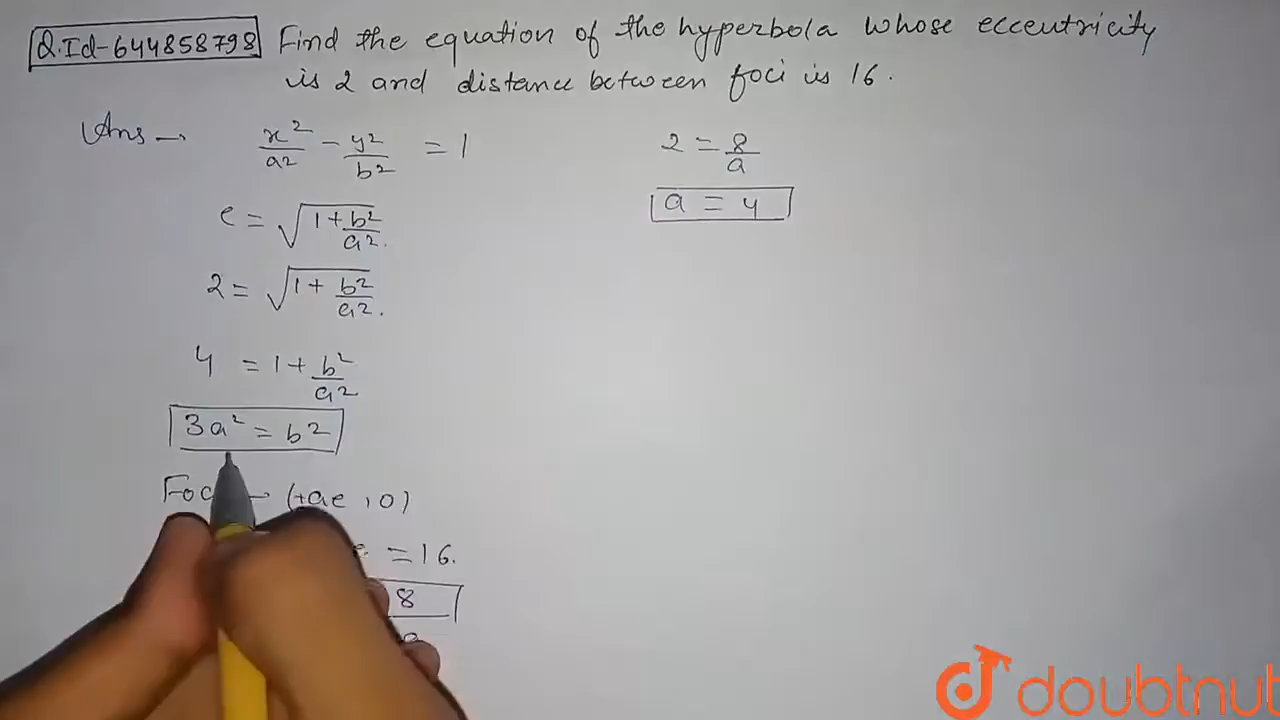 Q.Id-644858798 Find the equation of the hyperbola whose eccentricity
is 2 and distance between foci is 16.
Ans → x²/a² - y²/b² = 1
e = √(1 + b²/a².)
2 = √(1 + b²/a².)
4 = 1 + b²/a²
3a² = b²
Foc → (+ae, 0)
e = 16.
8
2 = 8/a
a = 4
doubtnut